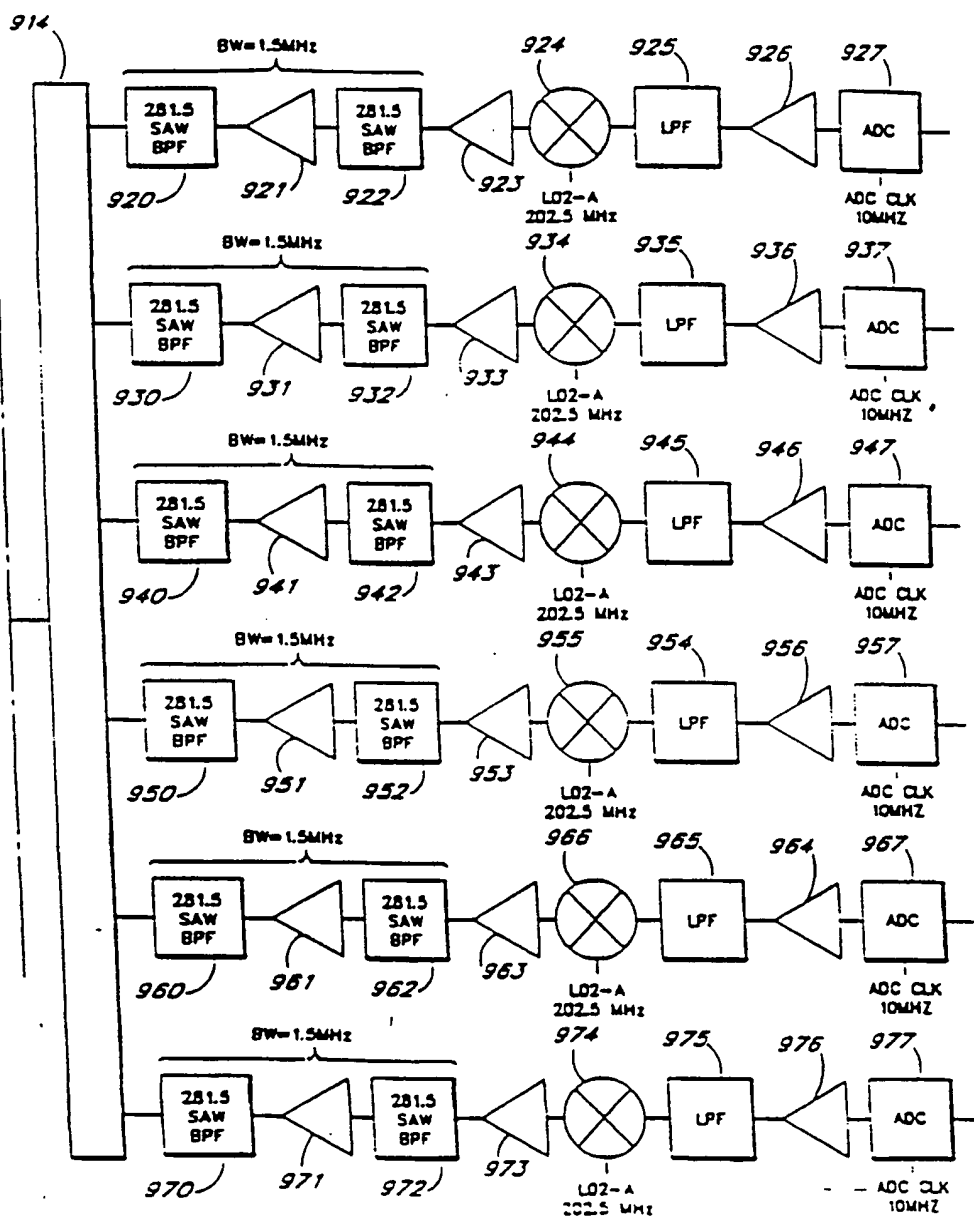 914
BW=1.5MHz
924
925
926
927
281.5
SAW
BPF
281.5
SAW
BPF
LPF
ADC
920
921
922
923
LO2-A
202.5 MHz
ADC CLK
10MHZ
BW=1.5MHz
934
935
936
937
281.5
SAW
BPF
281.5
SAW
BPF
LPF
ADC
930
931
932
933
LO2-A
202.5 MHz
ADC CLK
10MHZ
BW=1.5MHz
944
945
946
947
281.5
SAW
BPF
281.5
SAW
BPF
LPF
ADC
940
941
942
943
LO2-A
202.5 MHz
ADC CLK
10MHZ
BW=1.5MHz
955
954
956
957
281.5
SAW
BPF
281.5
SAW
BPF
LPF
ADC
950
951
952
953
LO2-A
202.5 MHz
ADC CLK
10MHZ
BW=1.5MHz
966
965
964
967
281.5
SAW
BPF
281.5
SAW
BPF
LPF
ADC
960
961
962
963
LO2-A
202.5 MHz
ADC CLK
10MHZ
BW=1.5MHz
974
975
976
977
281.5
SAW
BPF
281.5
SAW
BPF
LPF
ADC
970
971
972
973
LO2-A
202.5 MHz
ADC CLK
10MHZ